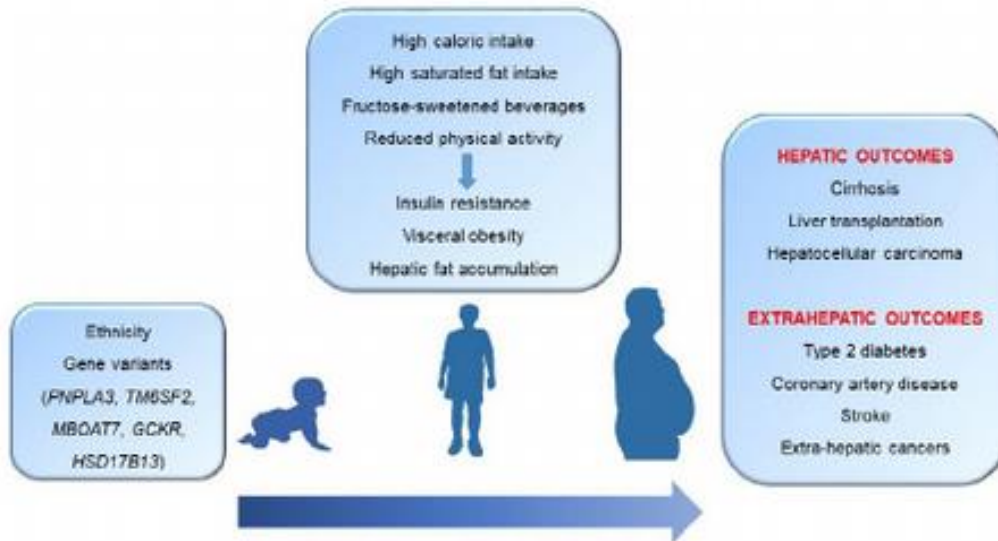 High caloric intake
High saturated fat intake
Fructose-sweetened beverages
Reduced physical activity
Insulin resistance
Visceral obesity
Hepatic fat accumulation
Ethnicity
Gene variants
(PNPLA3, TM6SF2,
MBOAT7, GCKR,
HSD17B13)
HEPATIC OUTCOMES
Cirrhosis
Liver transplantation
Hepatocellular carcinoma
EXTRAHEPATIC OUTCOMES
Type 2 diabetes
Coronary artery disease
Stroke
Extra-hepatic cancers